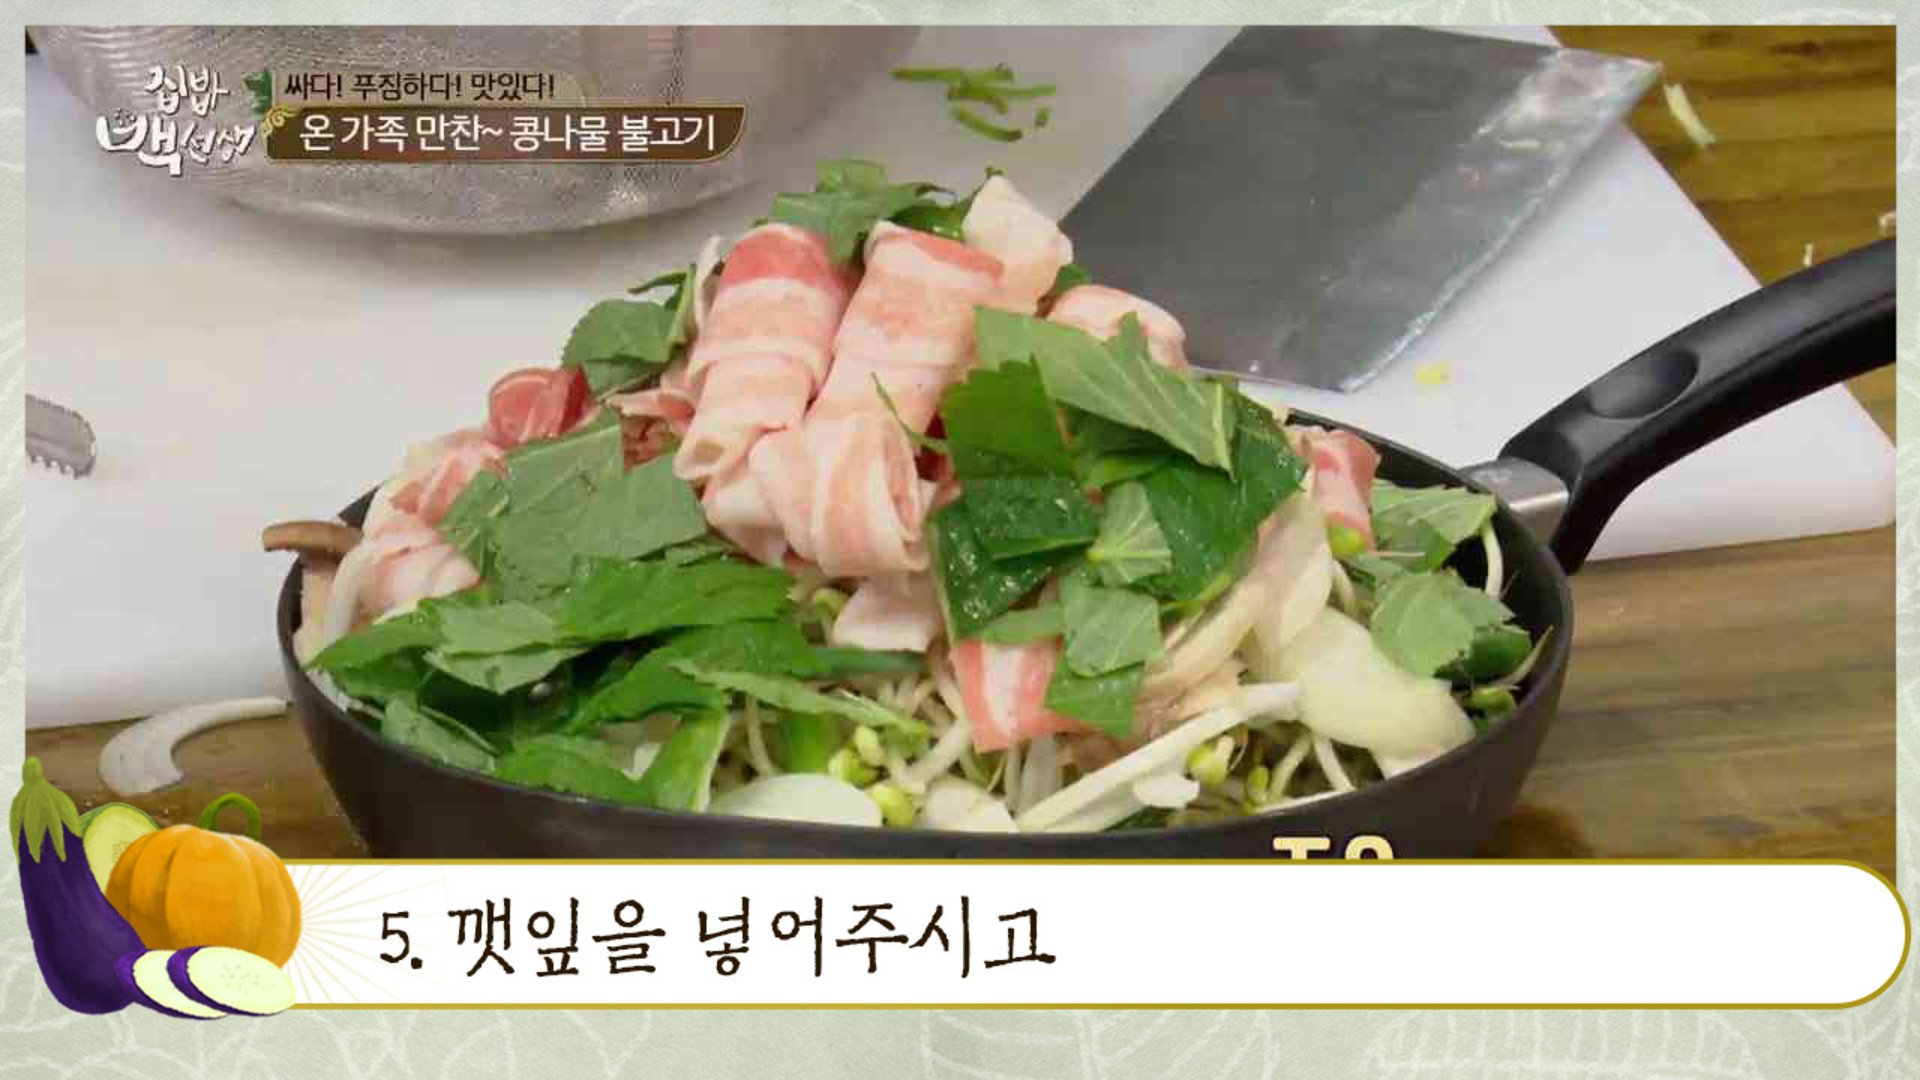 집밥
백선생
싸다! 푸짐하다! 맛있다!
온 가족 만찬~ 콩나물 불고기
5. 깻잎을 넣어주시고